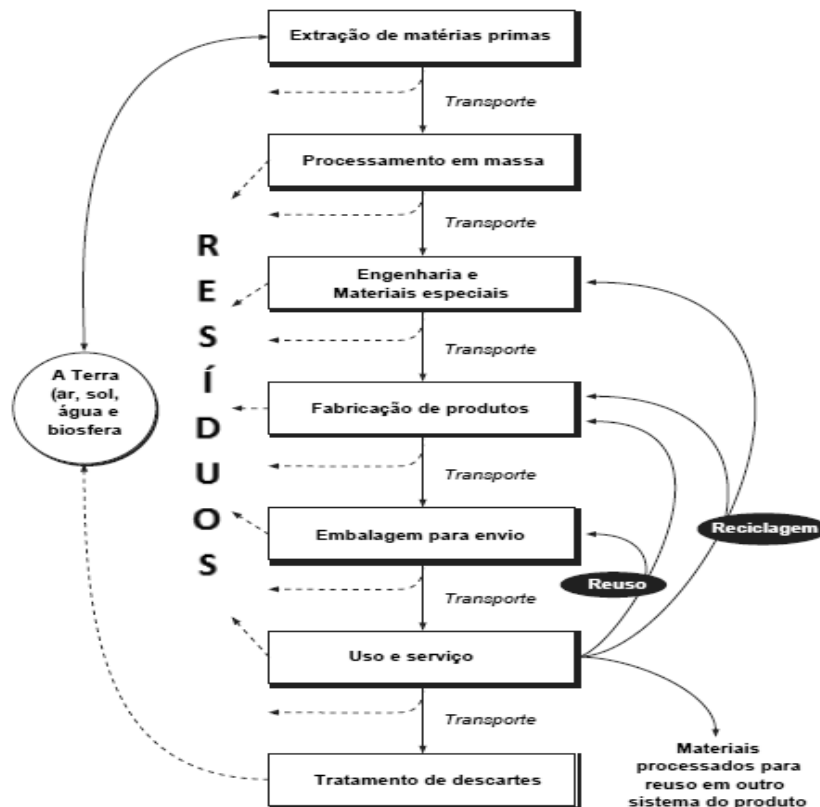 Extração de matérias primas
Transporte
Processamento em massa
Transporte
Engenharia e
Materiais especiais
Transporte
Fabricação de produtos
Transporte
Embalagem para envio
Transporte
Uso e serviço
Transporte
Tratamento de descartes
RESÍDUOS
A Terra
(ar, sol,
água e
biosfera
Reciclagem
Reuso
Materiais
processados para
reuso em outro
sistema do produto